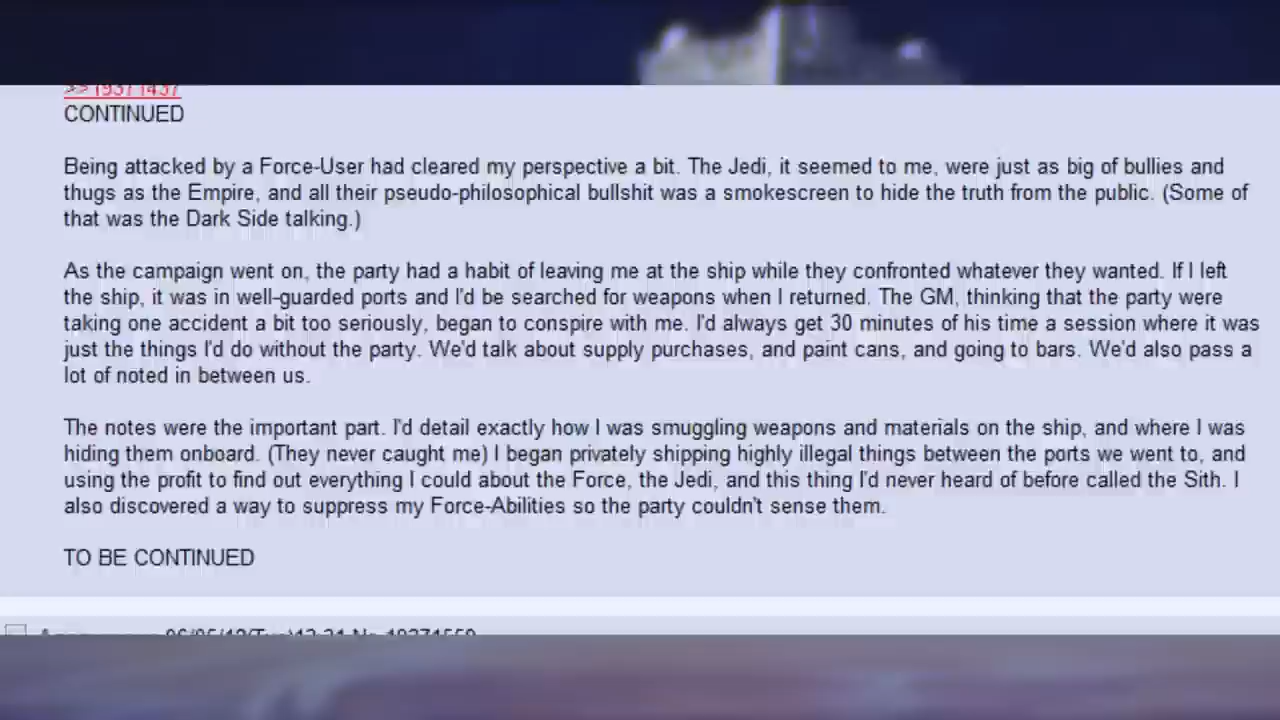 >>19371437
CONTINUED
Being attacked by a Force-User had cleared my perspective a bit. The Jedi, it seemed to me, were just as big of bullies and
thugs as the Empire, and all their pseudo-philosophical bullshit was a smokescreen to hide the truth from the public. (Some of
that was the Dark Side talking.)
As the campaign went on, the party had a habit of leaving me at the ship while they confronted whatever they wanted. If I left
the ship, it was in well-guarded ports and I'd be searched for weapons when I returned. The GM, thinking that the party were
taking one accident a bit too seriously, began to conspire with me. I'd always get 30 minutes of his time a session where it was
just the things I'd do without the party. We'd talk about supply purchases, and paint cans, and going to bars. We'd also pass a
lot of noted in between us.
The notes were the important part. I'd detail exactly how I was smuggling weapons and materials on the ship, and where I was
hiding them onboard. (They never caught me) I began privately shipping highly illegal things between the ports we went to, and
using the profit to find out everything I could about the Force, the Jedi, and this thing I'd never heard of before called the Sith. I
also discovered a way to suppress my Force-Abilities so the party couldn't sense them.
TO BE CONTINUED